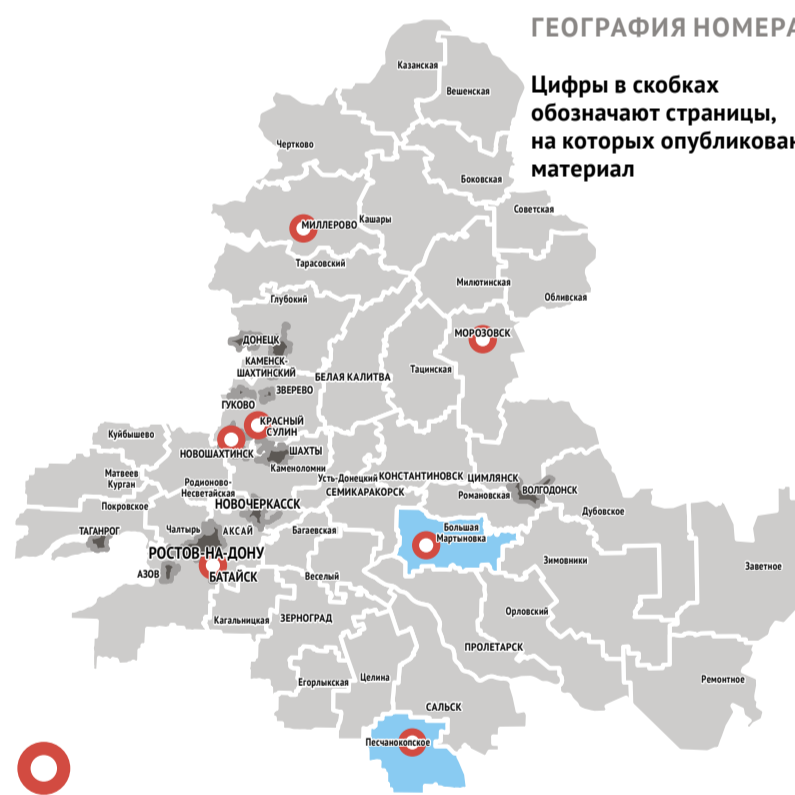 ГЕОГРАФИЯ НОМЕРА
Цифры в скобках
обозначают страницы,
на которых опубликован
материал
Казанская
Вешенская
Чертково
Боковская
Советская
МИЛЛЕРОВО
Кашары
Тарасовский
Милютинская
Обливская
Глубокий
МОРОЗОВСК
ДОНЕЦК
КАМЕНСК-
ШАХТИНСКИЙ
Тацинская
БЕЛАЯ КАЛИТВА
ЗВЕРЕВО
ГУКОВО
КРАСНЫЙ
СУЛИН
Куйбышево
НОВОШАХТИНСК
ШАХТЫ
Каменоломни
Матвеев
Курган
Родионово-
Несветайская
Усть-Донецкий
КОНСТАНТИНОВСК
ЦИМЛЯНСК
СЕМИКАРАКОРСК
Романовская
ВОЛГОДОНСК
Покровское
НОВОЧЕРКАССК
Дубовское
ТАГАНРОГ
Чалтырь
АКСАЙ
Багаевская
Большая
Мартыновка
РОСТОВ-НА-ДОНУ
Зимовники
Заветное
АЗОВ
БАТАЙСК
Веселый
Орловский
Кагальницкая
ЗЕРНОГРАД
ПРОЛЕТАРСК
Егорлыкская
Целина
Ремонтное
САЛЬСК
Песчанокопское